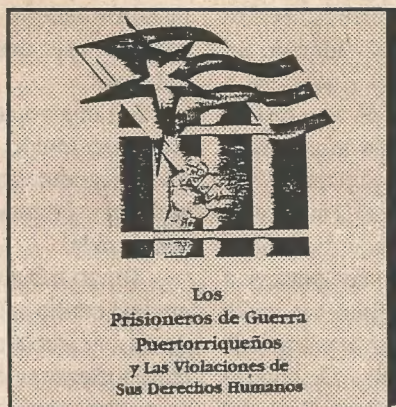 Los
Prisioneros de Guerra
Puertorriqueños
y Las Violaciones de
Sus Derechos Humanos